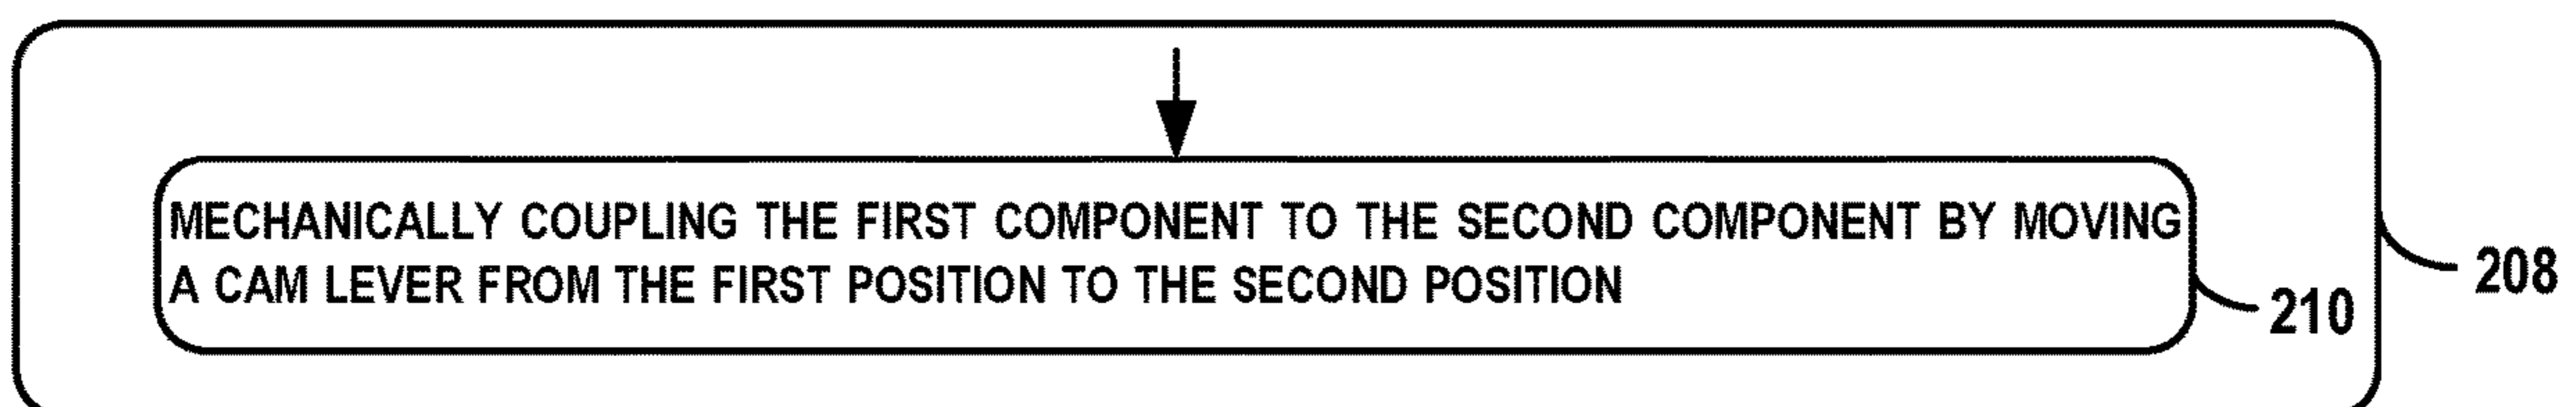 MECHANICALLY COUPLING THE FIRST COMPONENT TO THE SECOND COMPONENT BY MOVING
A CAM LEVER FROM THE FIRST POSITION TO THE SECOND POSITION
208
210